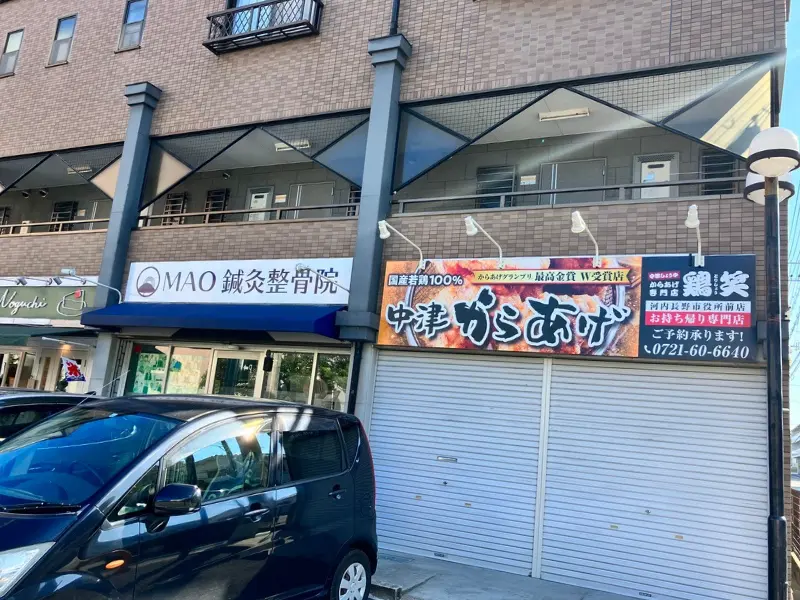 Noguchi
MAO 鍼灸整骨院
国産若鶏100%
からあげグランプリ 最高金賞 W受賞店
中津からあげ
からあげ
専門店
鶏笑
河内長野市役所前店
お持ち帰り専門店
ご予約承ります!
0721-60-6640